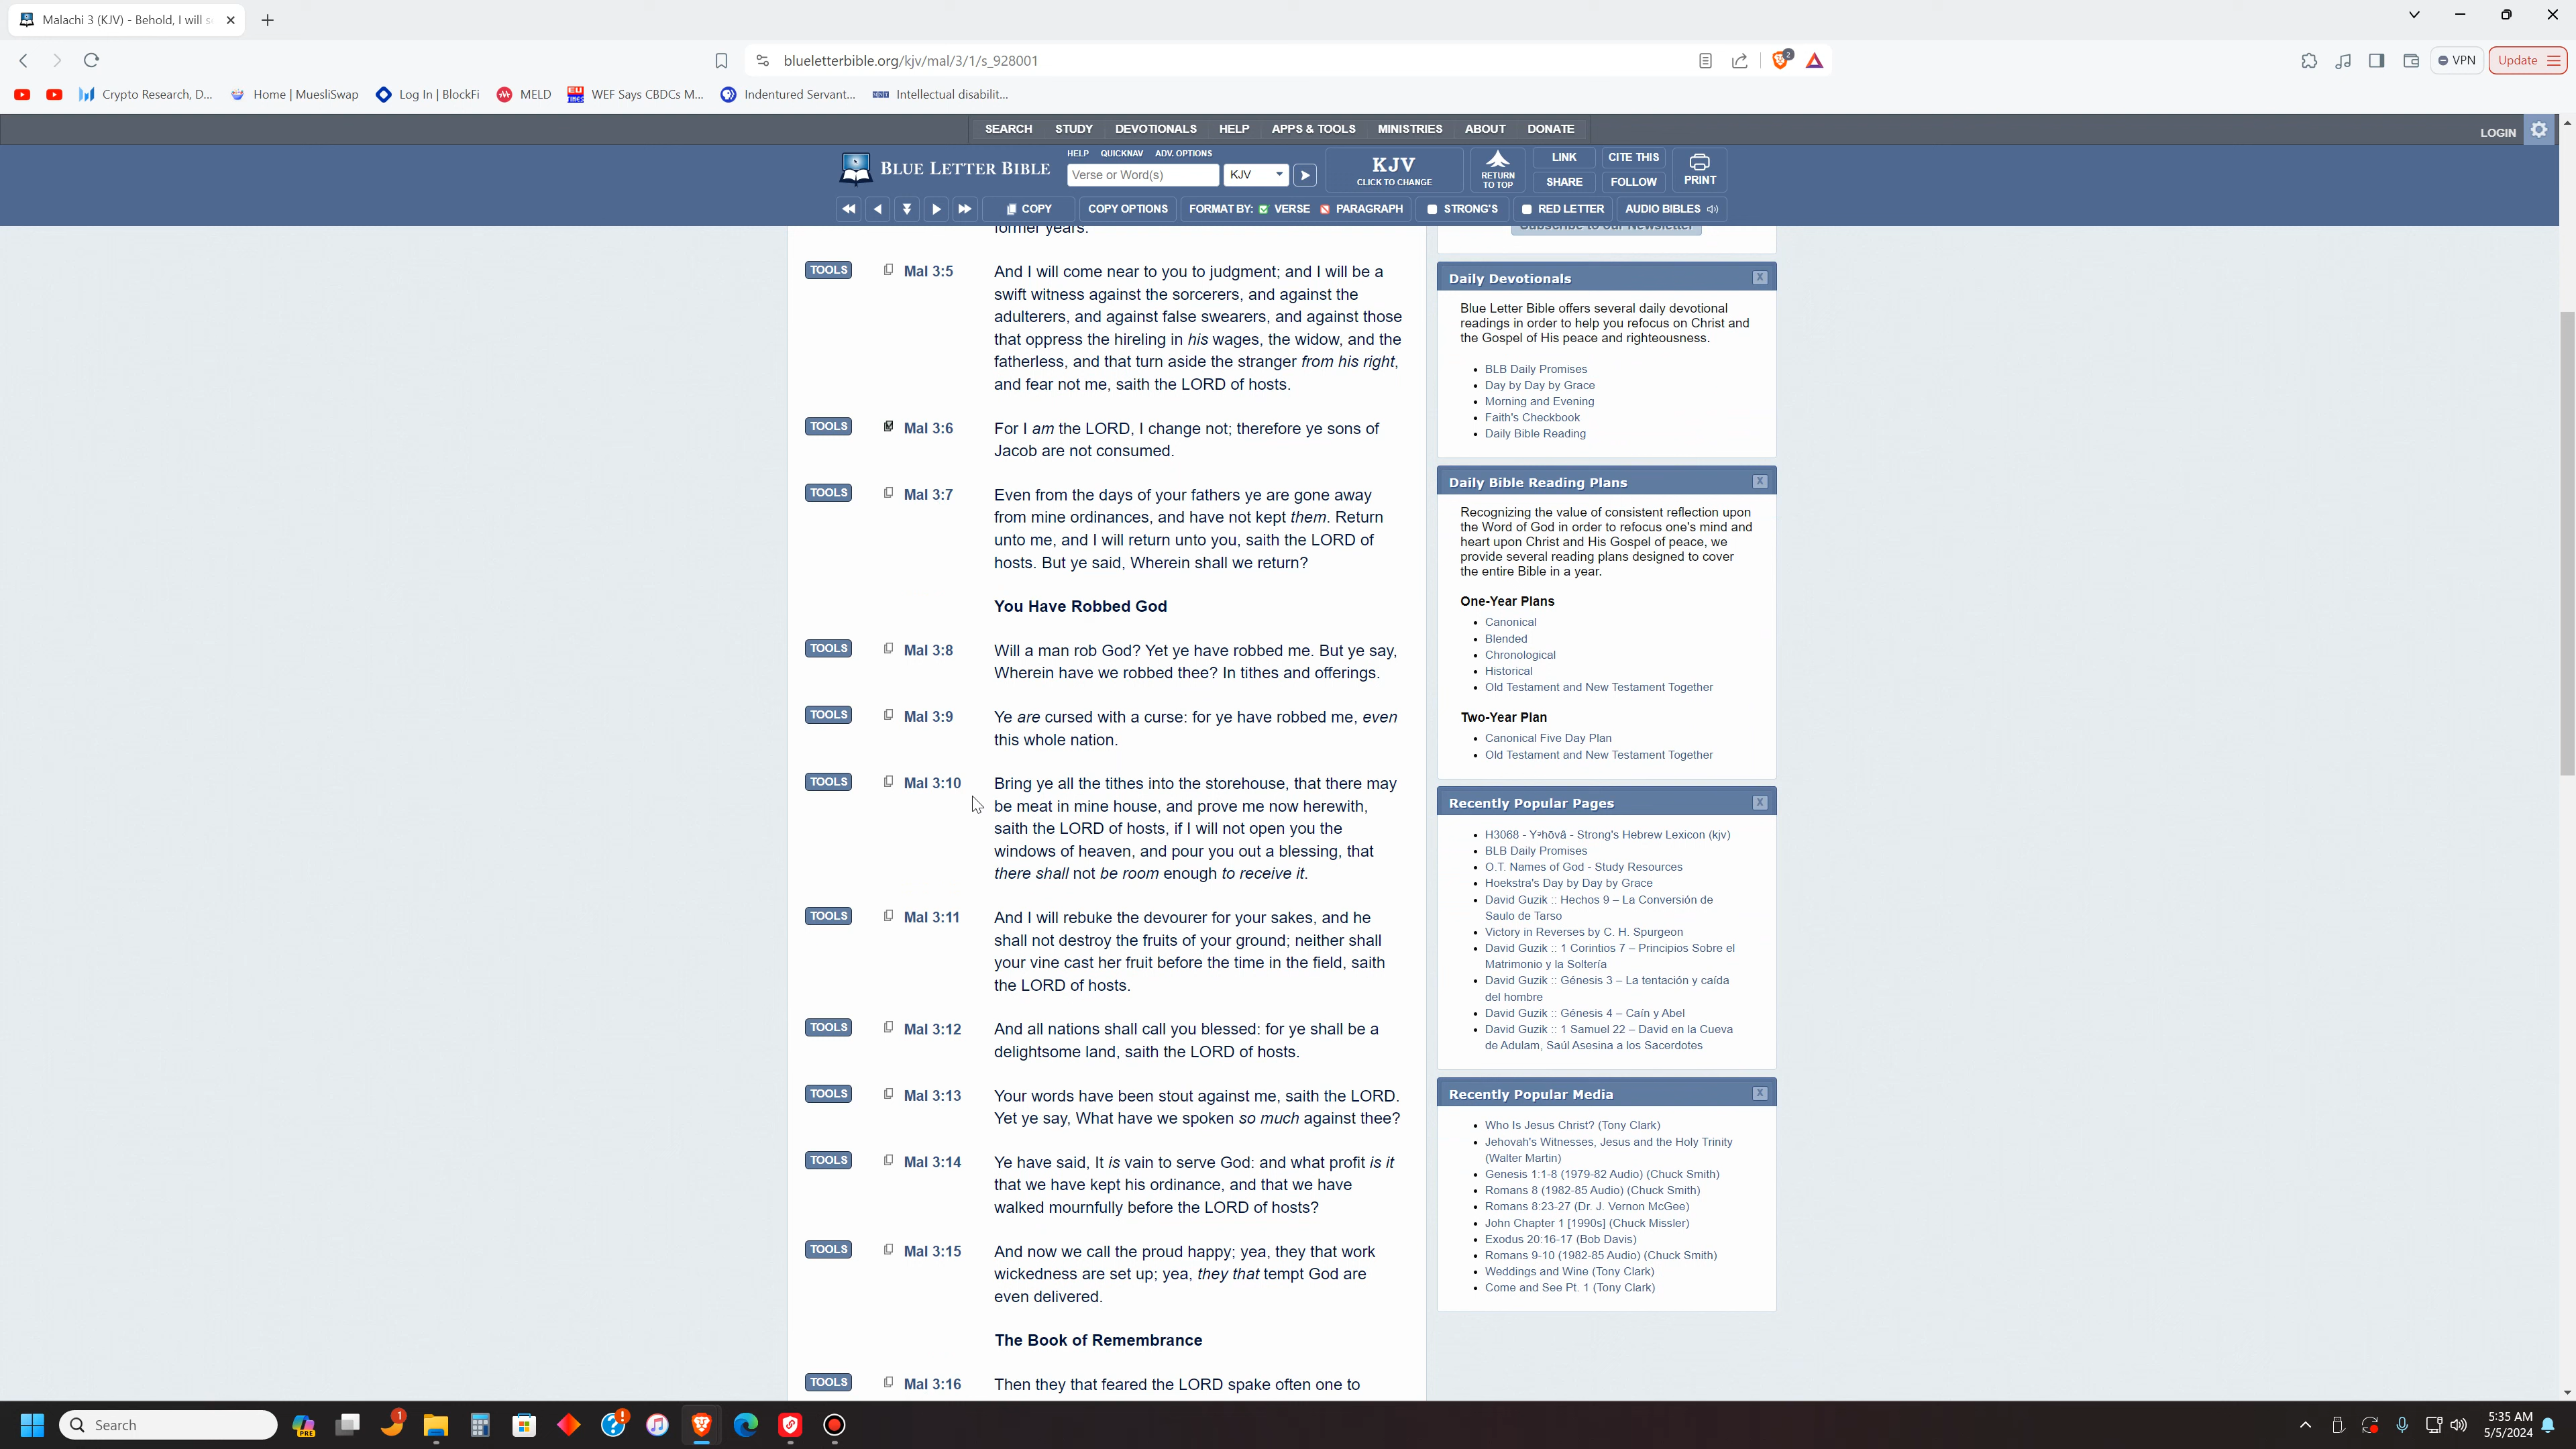 Malachi 3 (KJV) - Behold, I will s
blueletterbible.org/kjv/mal/3/1/s_928001
2
VPN
Update
Crypto Research, D...
Home | MuesliSwap
Log In | BlockFi
MELD
WEF Says CBDCs M...
Indentured Servant...
Intellectual disabilit...
SEARCH STUDY DEVOTIONALS HELP APPS & TOOLS MINISTRIES ABOUT DONATE
LOGIN
BLUE LETTER BIBLE
HELP QUICKNAV ADV. OPTIONS
Verse or Word(s)
KJV
KJV
CLICK TO CHANGE
RETURN
TO TOP
LINK
CITE THIS
SHARE
FOLLOW
PRINT
COPY
COPY OPTIONS
FORMAT BY: VERSE PARAGRAPH
STRONG'S
RED LETTER
AUDIO BIBLES
former years.
TOOLS Mal 3:5 And I will come near to you to judgment; and I will be a
swift witness against the sorcerers, and against the
adulterers, and against false swearers, and against those
that oppress the hireling in his wages, the widow, and the
fatherless, and that turn aside the stranger from his right,
and fear not me, saith the LORD of hosts.
TOOLS Mal 3:6 For I am the LORD, I change not; therefore ye sons of
Jacob are not consumed.
TOOLS Mal 3:7 Even from the days of your fathers ye are gone away
from mine ordinances, and have not kept them. Return
unto me, and I will return unto you, saith the LORD of
hosts. But ye said, Wherein shall we return?
You Have Robbed God
TOOLS Mal 3:8 Will a man rob God? Yet ye have robbed me. But ye say,
Wherein have we robbed thee? In tithes and offerings.
TOOLS Mal 3:9 Ye are cursed with a curse: for ye have robbed me, even
this whole nation.
TOOLS Mal 3:10 Bring ye all the tithes into the storehouse, that there may
be meat in mine house, and prove me now herewith,
saith the LORD of hosts, if I will not open you the
windows of heaven, and pour you out a blessing, that
there shall not be room enough to receive it.
TOOLS Mal 3:11 And I will rebuke the devourer for your sakes, and he
shall not destroy the fruits of your ground; neither shall
your vine cast her fruit before the time in the field, saith
the LORD of hosts.
TOOLS Mal 3:12 And all nations shall call you blessed: for ye shall be a
delightsome land, saith the LORD of hosts.
TOOLS Mal 3:13 Your words have been stout against me, saith the LORD.
Yet ye say, What have we spoken so much against thee?
TOOLS Mal 3:14 Ye have said, It is vain to serve God: and what profit is it
that we have kept his ordinance, and that we have
walked mournfully before the LORD of hosts?
TOOLS Mal 3:15 And now we call the proud happy; yea, they that work
wickedness are set up; yea, they that tempt God are
even delivered.
The Book of Remembrance
TOOLS Mal 3:16 Then they that feared the LORD spake often one to
Subscribe to our Newsletter
Daily Devotionals
X
Blue Letter Bible offers several daily devotional
readings in order to help you refocus on Christ and
the Gospel of His peace and righteousness.
• BLB Daily Promises
• Day by Day by Grace
• Morning and Evening
• Faith's Checkbook
• Daily Bible Reading
Daily Bible Reading Plans
X
Recognizing the value of consistent reflection upon
the Word of God in order to refocus one's mind and
heart upon Christ and His Gospel of peace, we
provide several reading plans designed to cover
the entire Bible in a year.
One-Year Plans
• Canonical
• Blended
• Chronological
• Historical
• Old Testament and New Testament Together
Two-Year Plan
• Canonical Five Day Plan
• Old Testament and New Testament Together
Recently Popular Pages
X
• H3068 - Yᵊhōvâ - Strong's Hebrew Lexicon (kjv)
• BLB Daily Promises
• O.T. Names of God - Study Resources
• Hoekstra's Day by Day by Grace
• David Guzik :: Hechos 9 – La Conversión de
Saulo de Tarso
• Victory in Reverses by C. H. Spurgeon
• David Guzik :: 1 Corintios 7 – Principios Sobre el
Matrimonio y la Soltería
• David Guzik :: Génesis 3 – La tentación y caída
del hombre
• David Guzik :: Génesis 4 – Caín y Abel
• David Guzik :: 1 Samuel 22 – David en la Cueva
de Adulam, Saúl Asesina a los Sacerdotes
Recently Popular Media
X
• Who Is Jesus Christ? (Tony Clark)
• Jehovah's Witnesses, Jesus and the Holy Trinity
(Walter Martin)
• Genesis 1:1-8 (1979-82 Audio) (Chuck Smith)
• Romans 8 (1982-85 Audio) (Chuck Smith)
• Romans 8:23-27 (Dr. J. Vernon McGee)
• John Chapter 1 [1990s] (Chuck Missler)
• Exodus 20:16-17 (Bob Davis)
• Romans 9-10 (1982-85 Audio) (Chuck Smith)
• Weddings and Wine (Tony Clark)
• Come and See Pt. 1 (Tony Clark)
Search
PRE
1
5:35 AM
5/5/2024